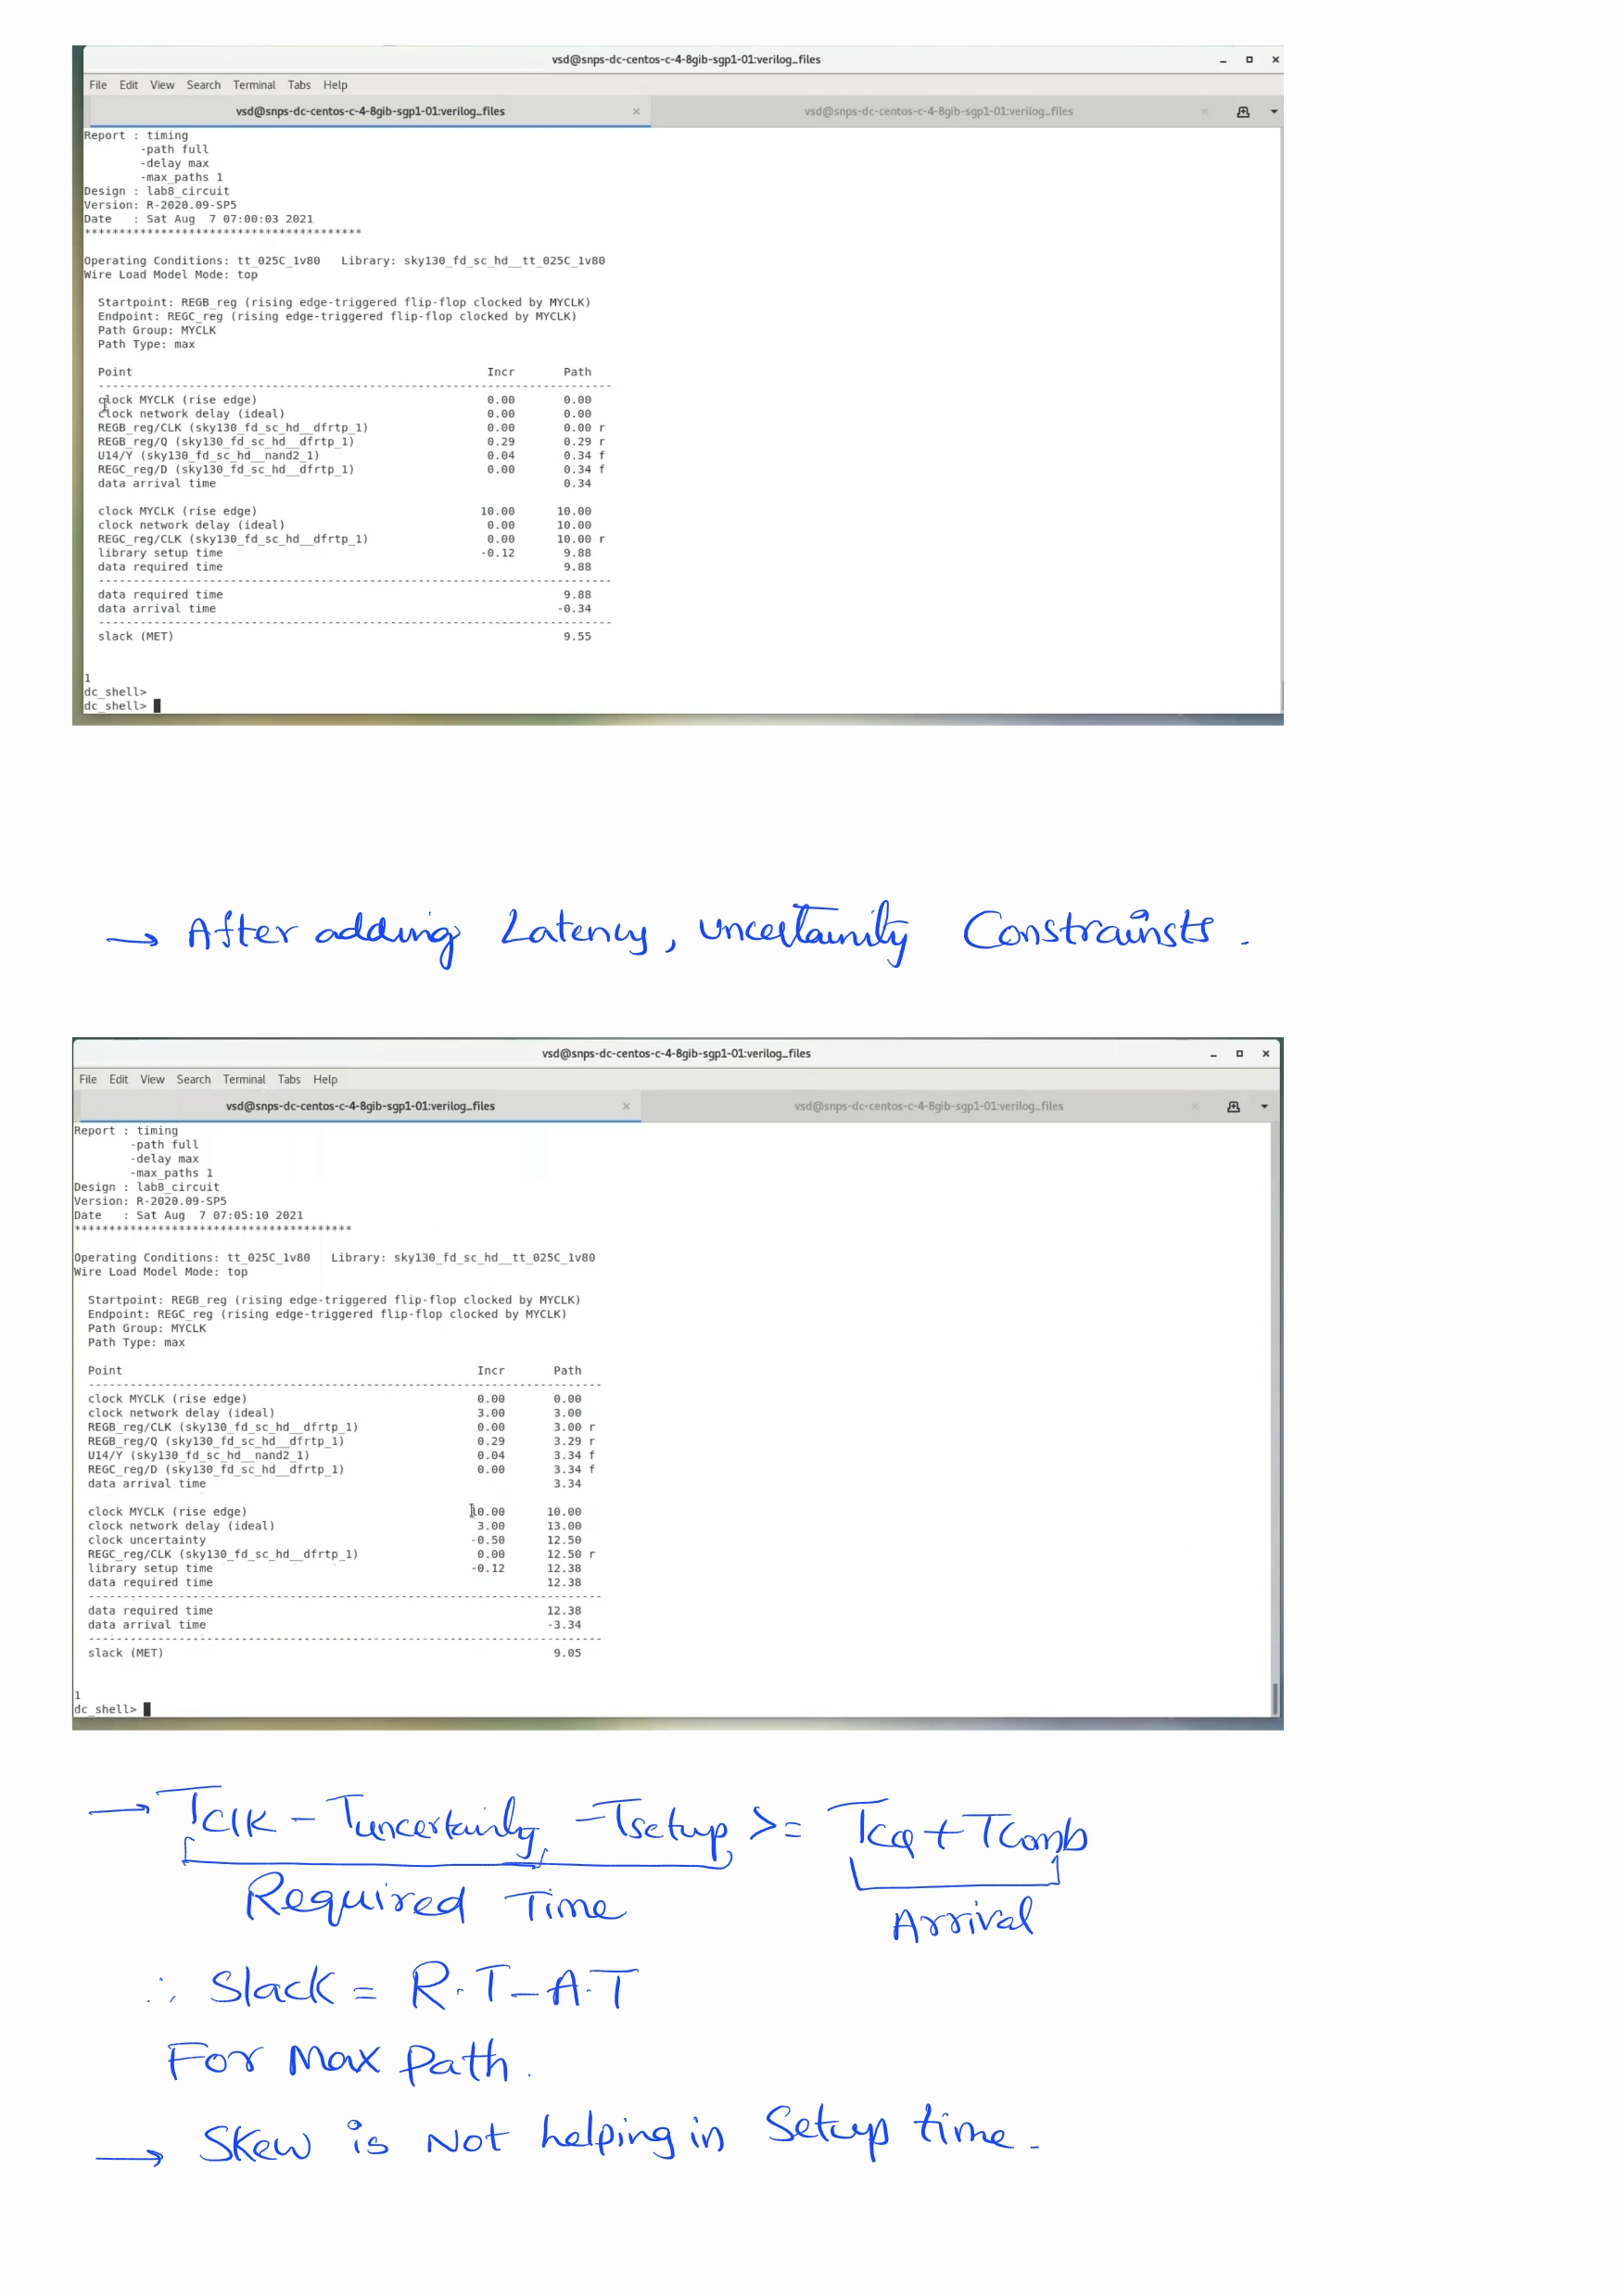 vsd@snps-dc-centos-c-4-8gib-sgp1-01:verilog_files
File Edit View Search Terminal Tabs Help
vsd@snps-dc-centos-c-4-8gib-sgp1-01:verilog_files × vsd@snps-dc-centos-c-4-8gib-sgp1-01:verilog_files ×
Report : timing
-path full
-delay max
-max_paths 1
Design : lab8_circuit
Version: R-2020.09-SP5
Date : Sat Aug 7 07:00:03 2021
****************************************
Operating Conditions: tt_025C_1v80 Library: sky130_fd_sc_hd__tt_025C_1v80
Wire Load Model Mode: top
Startpoint: REGB_reg (rising edge-triggered flip-flop clocked by MYCLK)
Endpoint: REGC_reg (rising edge-triggered flip-flop clocked by MYCLK)
Path Group: MYCLK
Path Type: max
Point Incr Path
clock MYCLK (rise edge) 0.00 0.00
clock network delay (ideal) 0.00 0.00
REGB_reg/CLK (sky130_fd_sc_hd__dfrtp_1) 0.00 0.00 r
REGB_reg/Q (sky130_fd_sc_hd__dfrtp_1) 0.29 0.29 r
U14/Y (sky130_fd_sc_hd__nand2_1) 0.04 0.34 f
REGC_reg/D (sky130_fd_sc_hd__dfrtp_1) 0.00 0.34 f
data arrival time 0.34
clock MYCLK (rise edge) 10.00 10.00
clock network delay (ideal) 0.00 10.00
REGC_reg/CLK (sky130_fd_sc_hd__dfrtp_1) 0.00 10.00 r
library setup time -0.12 9.88
data required time 9.88
data required time 9.88
data arrival time -0.34
slack (MET) 9.55
1
dc_shell>
dc_shell>
→ After adding Latency, uncertainity Constrainsts.
vsd@snps-dc-centos-c-4-8gib-sgp1-01:verilog_files
File Edit View Search Terminal Tabs Help
vsd@snps-dc-centos-c-4-8gib-sgp1-01:verilog_files × vsd@snps-dc-centos-c-4-8gib-sgp1-01:verilog_files ×
Report : timing
-path full
-delay max
-max_paths 1
Design : lab8_circuit
Version: R-2020.09-SP5
Date : Sat Aug 7 07:05:10 2021
****************************************
Operating Conditions: tt_025C_1v80 Library: sky130_fd_sc_hd__tt_025C_1v80
Wire Load Model Mode: top
Startpoint: REGB_reg (rising edge-triggered flip-flop clocked by MYCLK)
Endpoint: REGC_reg (rising edge-triggered flip-flop clocked by MYCLK)
Path Group: MYCLK
Path Type: max
Point Incr Path
clock MYCLK (rise edge) 0.00 0.00
clock network delay (ideal) 3.00 3.00
REGB_reg/CLK (sky130_fd_sc_hd__dfrtp_1) 0.00 3.00 r
REGB_reg/Q (sky130_fd_sc_hd__dfrtp_1) 0.29 3.29 r
U14/Y (sky130_fd_sc_hd__nand2_1) 0.04 3.34 f
REGC_reg/D (sky130_fd_sc_hd__dfrtp_1) 0.00 3.34 f
data arrival time 3.34
clock MYCLK (rise edge) 10.00 10.00
clock network delay (ideal) 3.00 13.00
clock uncertainty -0.50 12.50
REGC_reg/CLK (sky130_fd_sc_hd__dfrtp_1) 0.00 12.50 r
library setup time -0.12 12.38
data required time 12.38
data required time 12.38
data arrival time -3.34
slack (MET) 9.05
1
dc_shell>
→ Tclk - Tuncertainty - Tsetup >= Tcq + Tcomb
Required Time Arrival
∴ Slack = R.T - A.T
For Max Path.
→ Skew is Not helping in Setup time.